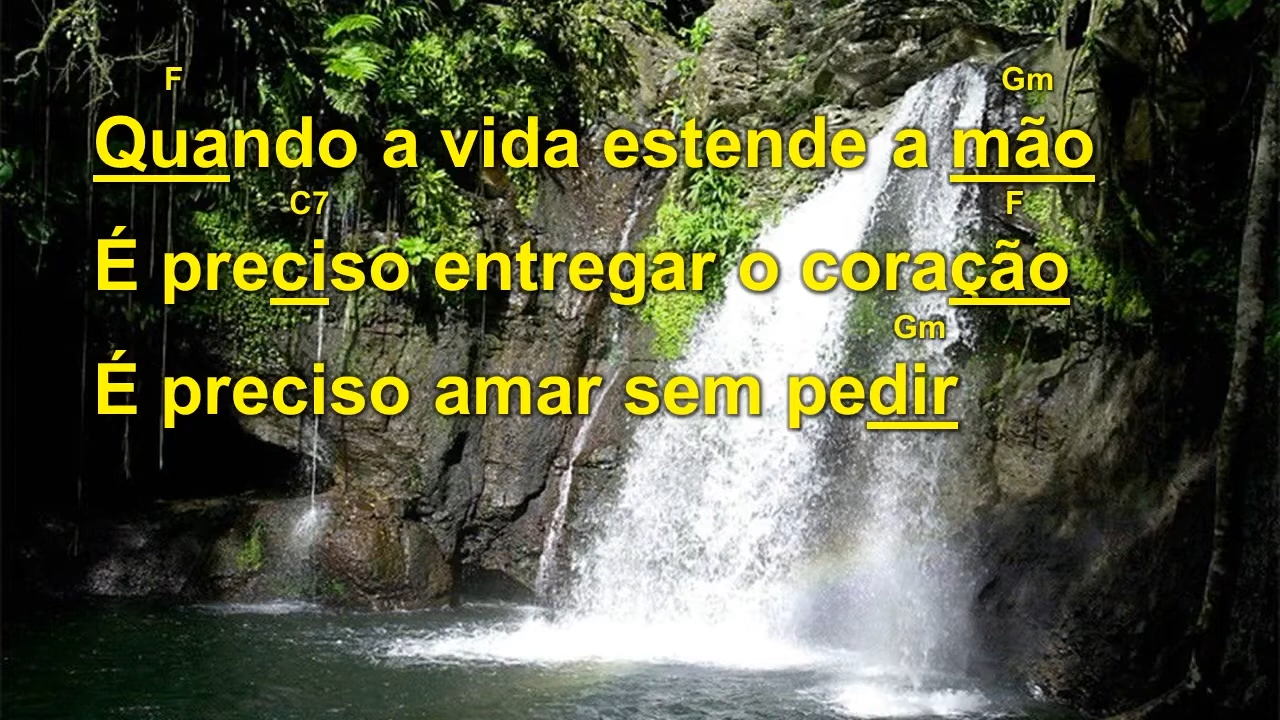 F Gm
Quando a vida estende a mão
C7 F
É preciso entregar o coração
Gm
É preciso amar sem pedir